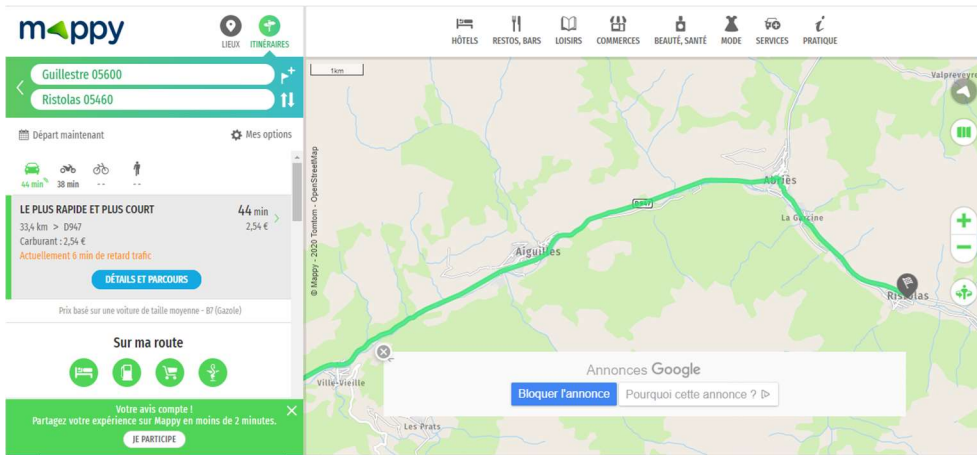 mappy
LIEUX
ITINÉRAIRES
Guillestre 05600
Ristolas 05460
Départ maintenant
Mes options
44 min
38 min
- -
- -
LE PLUS RAPIDE ET PLUS COURT
44 min
33,4 km > D947
2,54 €
Carburant : 2,54 €
Actuellement 6 min de retard trafic
DÉTAILS ET PARCOURS
Prix basé sur une voiture de taille moyenne - B7 (Gazole)
Sur ma route
Votre avis compte !
Partagez votre expérience sur Mappy en moins de 2 minutes.
JE PARTICIPE
HÔTELS
RESTOS, BARS
LOISIRS
COMMERCES
BEAUTÉ, SANTÉ
MODE
SERVICES
PRATIQUE
1km
© Mappy - 2020 Tomtom - OpenStreetMap
Valpreveyre
Abriès
D947
La Garcine
Aiguilles
Ristolas
Ville-Vieille
Les Prats
Annonces Google
Bloquer l'annonce
Pourquoi cette annonce ?